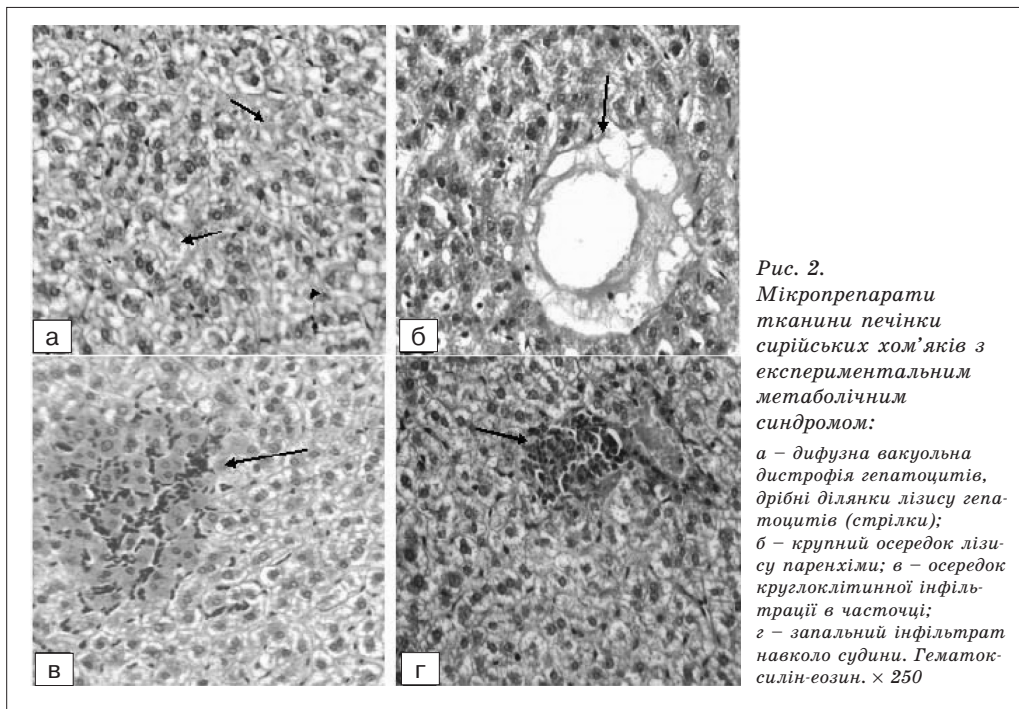 а
б
в
г
Рис. 2.
Мікропрепарати
тканини печінки
сирійських хом’яків з
експериментальним
метаболічним
синдромом:
а – дифузна вакуольна
дистрофія гепатоцитів,
дрібні ділянки лізису гепа-
тоцитів (стрілки);
б – крупний осередок лізи-
су паренхіми; в – осередок
круглоклітинної інфіль-
трації в часточці;
г – запальний інфільтрат
навколо судини. Гематок-
силін-еозин. × 250